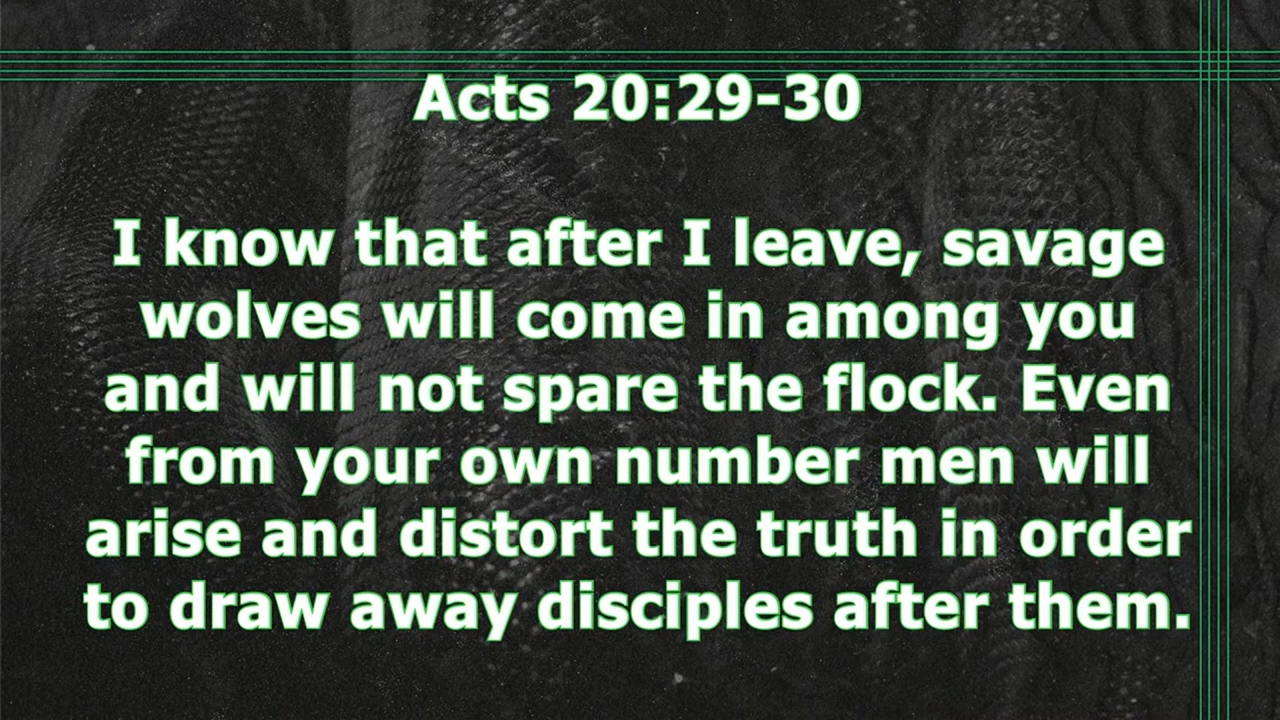 Acts 20:29-30
I know that after I leave, savage
wolves will come in among you
and will not spare the flock. Even
from your own number men will
arise and distort the truth in order
to draw away disciples after them.